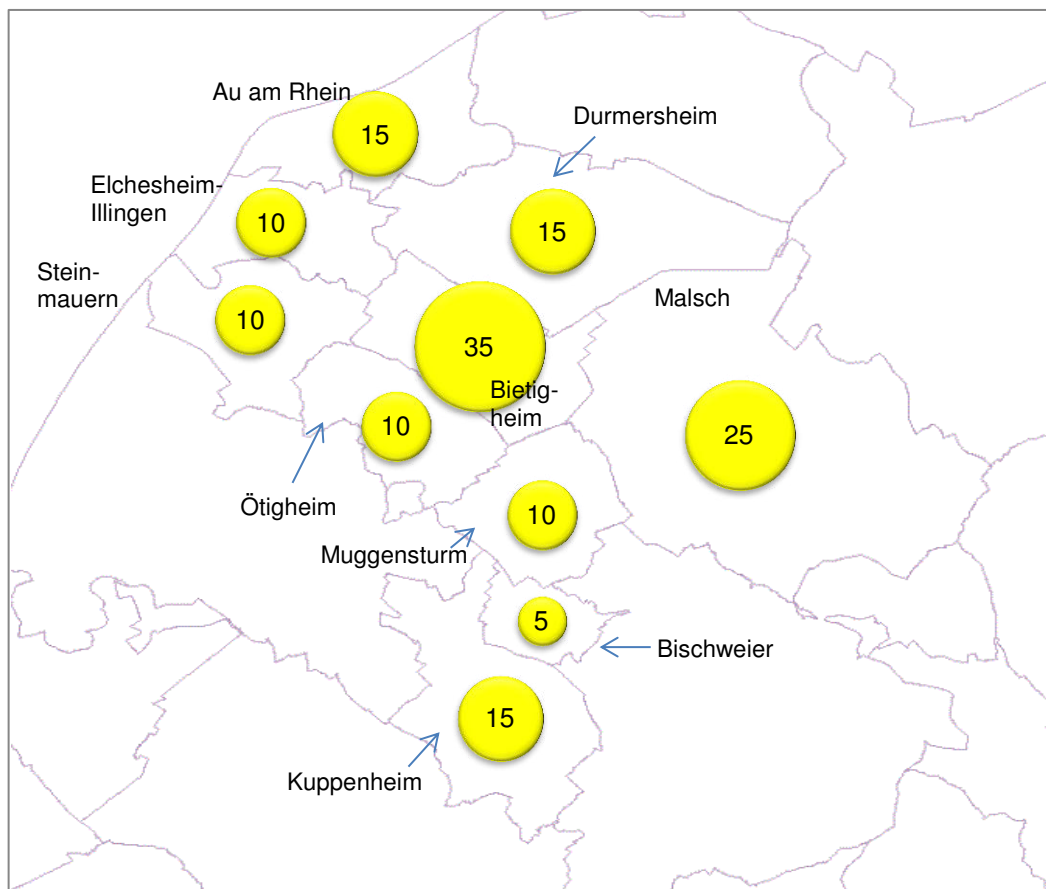 Au am Rhein
15
Durmersheim
Elchesheim-
Illingen
10
15
Stein-
mauern
10
Malsch
35
Bietig-
heim
10
25
Ötigheim
10
Muggensturm
5
Bischweier
15
Kuppenheim